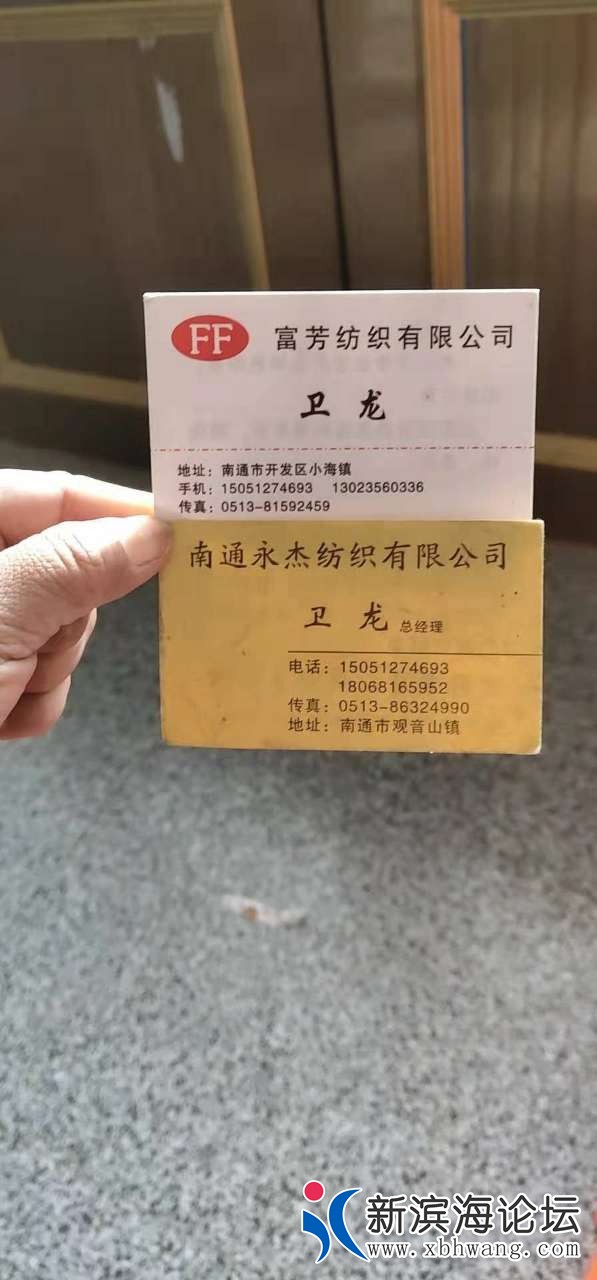 FF 富芳纺织有限公司
卫龙
地址：南通市开发区小海镇
手机：15051274693 13023560336
传真：0513-81592459
南通永杰纺织有限公司
卫龙 总经理
电话：15051274693
18068165952
传真：0513-86324990
地址：南通市观音山镇
新滨海论坛
www.xbhwang.com